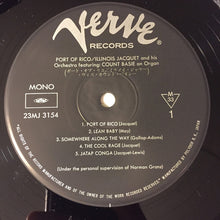 Verve
RECORDS
PORT OF RICO/ILLINOIS JACQUET and his
Orchestra featuring COUNT BASIE on Organ
MONO
23MJ 3154
M
33
1
1. PORT OF RICO (Jacquet)
2. LEAN BABY (May)
3. SOMEWHERE ALONG THE WAY (Gallop-Adams)
4. THE COOL RAGE (Jacquet)
5. JATAP CONGA (Jacquet-Lewis)
(Under the personal supervision of Norman Granz)